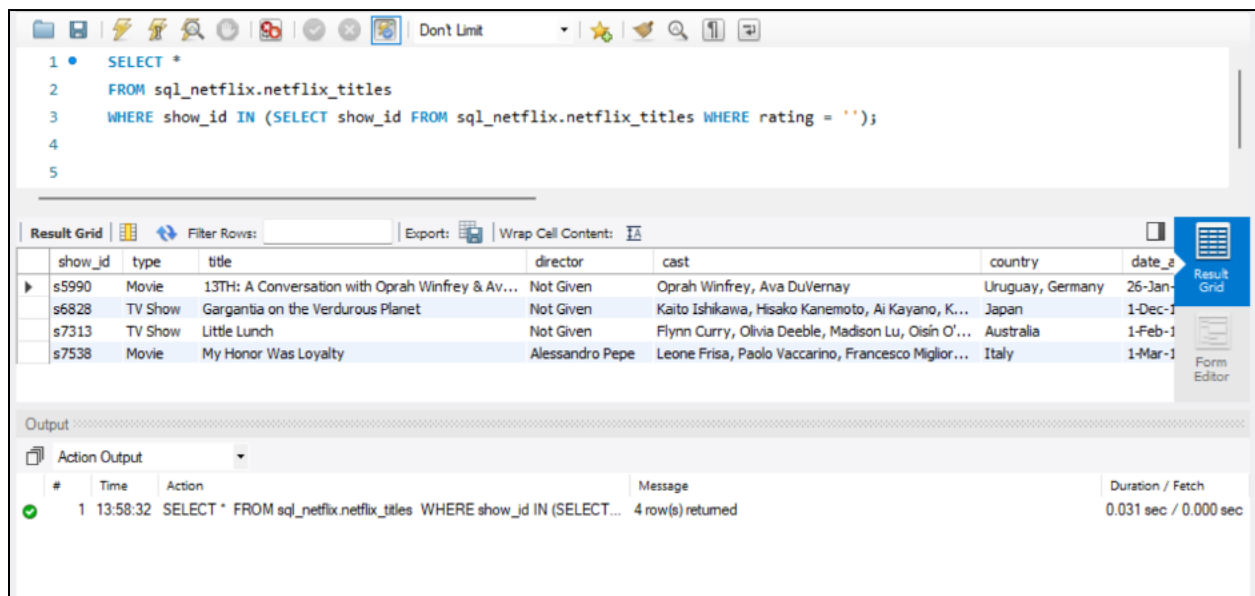 Don't Limit
1 SELECT *
2 FROM sql_netflix.netflix_titles
3 WHERE show_id IN (SELECT show_id FROM sql_netflix.netflix_titles WHERE rating = '');
4
5
Result Grid Filter Rows: Export: Wrap Cell Content: IA
show_id type title director cast country date_a
s5990 Movie 13TH: A Conversation with Oprah Winfrey & Av... Not Given Oprah Winfrey, Ava DuVernay Uruguay, Germany 26-Jan-
s6828 TV Show Gargantia on the Verdurous Planet Not Given Kaito Ishikawa, Hisako Kanemoto, Ai Kayano, K... Japan 1-Dec-1
s7313 TV Show Little Lunch Not Given Flynn Curry, Olivia Deeble, Madison Lu, Oisín O'... Australia 1-Feb-1
s7538 Movie My Honor Was Loyalty Alessandro Pepe Leone Frisa, Paolo Vaccarino, Francesco Miglior... Italy 1-Mar-1
Result
Grid
Form
Editor
Output
Action Output
# Time Action Message Duration / Fetch
1 13:58:32 SELECT * FROM sql_netflix.netflix_titles WHERE show_id IN (SELECT... 4 row(s) returned 0.031 sec / 0.000 sec